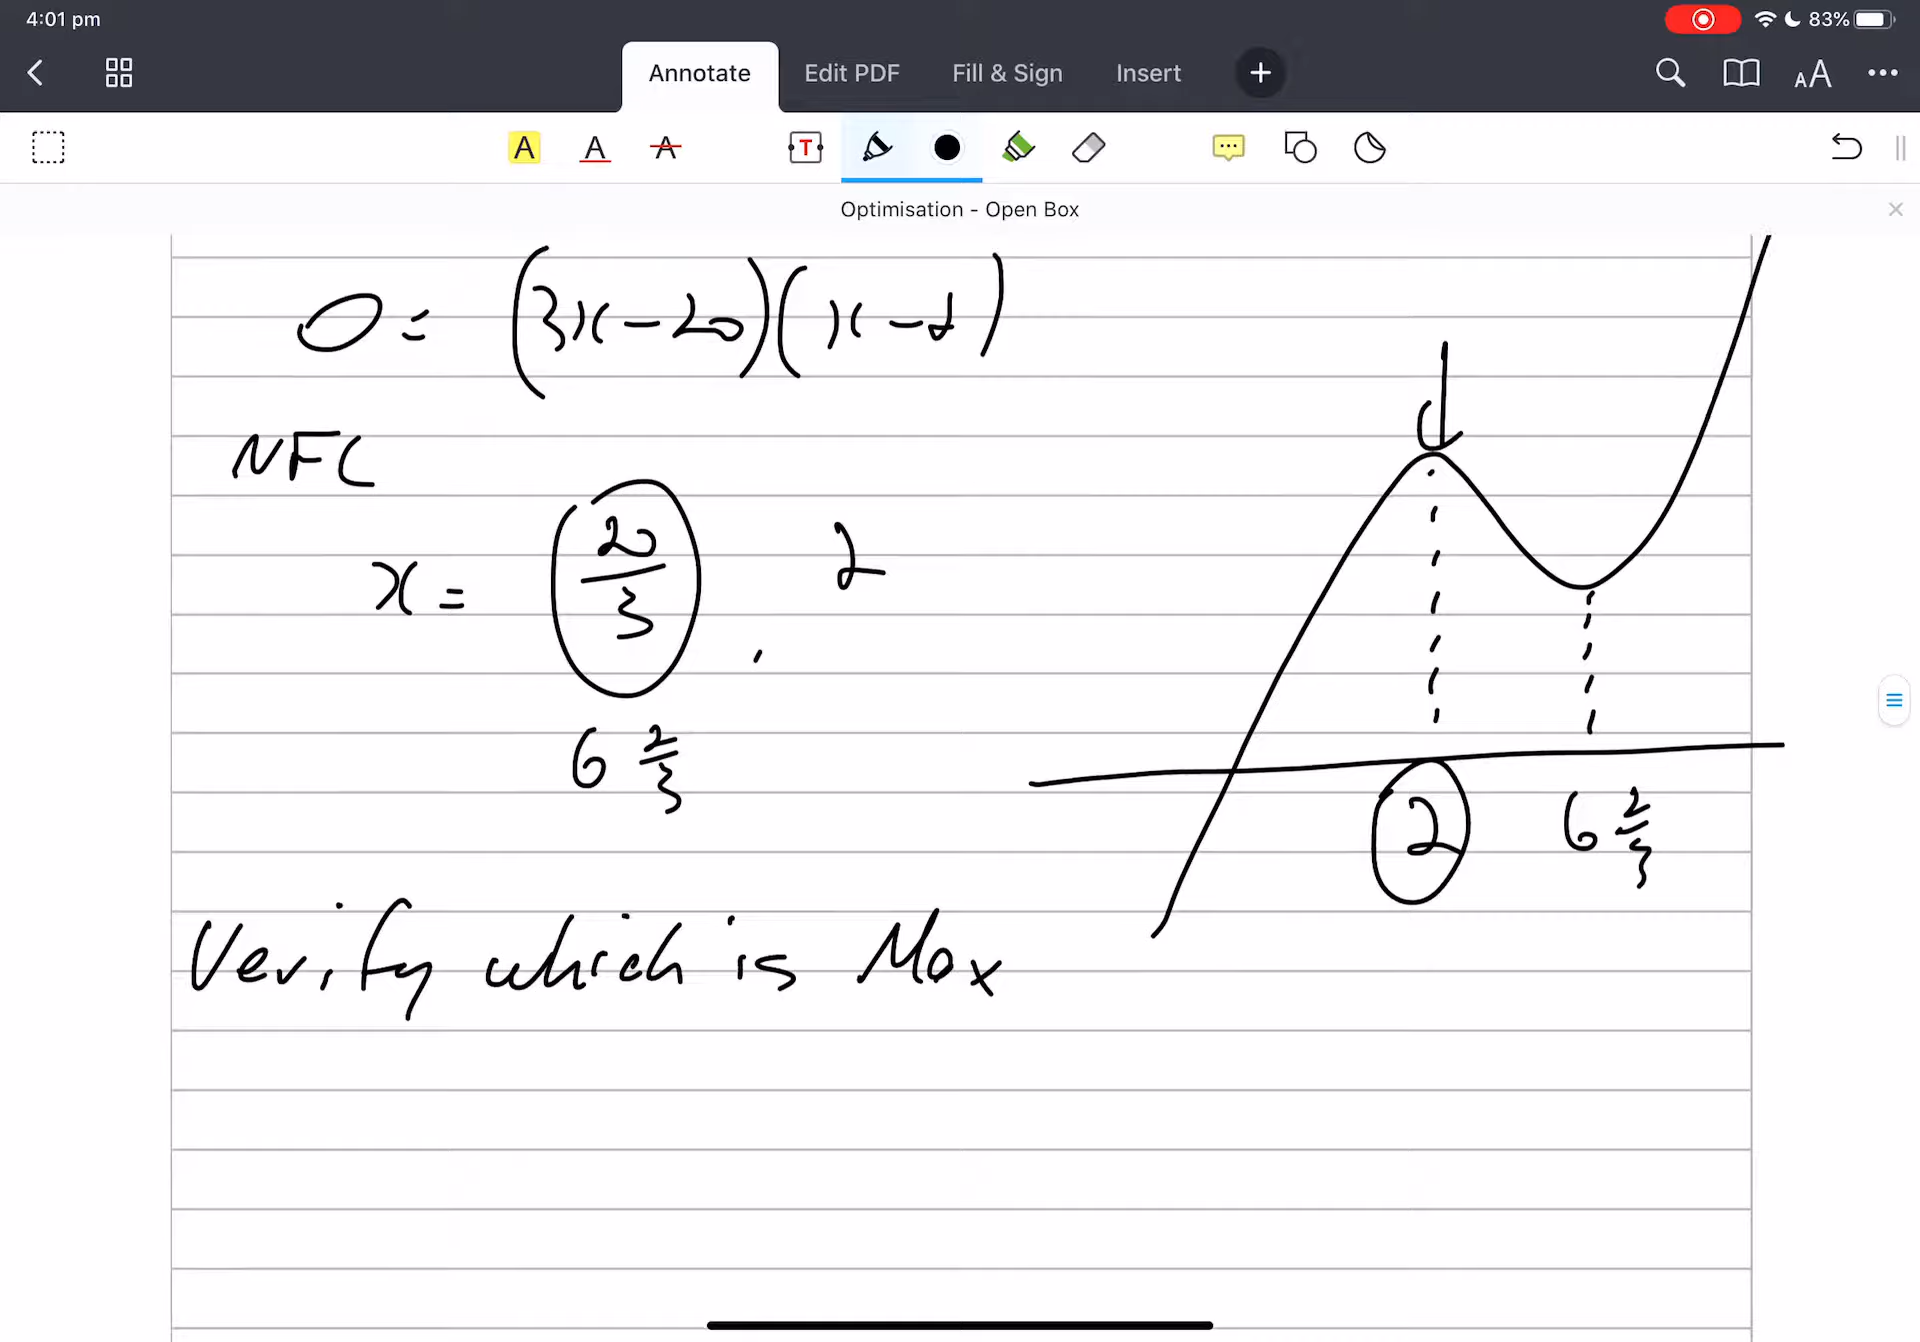 4:01 pm
83%
Annotate
Edit PDF
Fill & Sign
Insert
AA
A A A T
Optimisation - Open Box
0 = (3x-20)(x-2)
NFC
x = 20/3 , 2
6 2/3
2 6 2/3
Verify which is Max